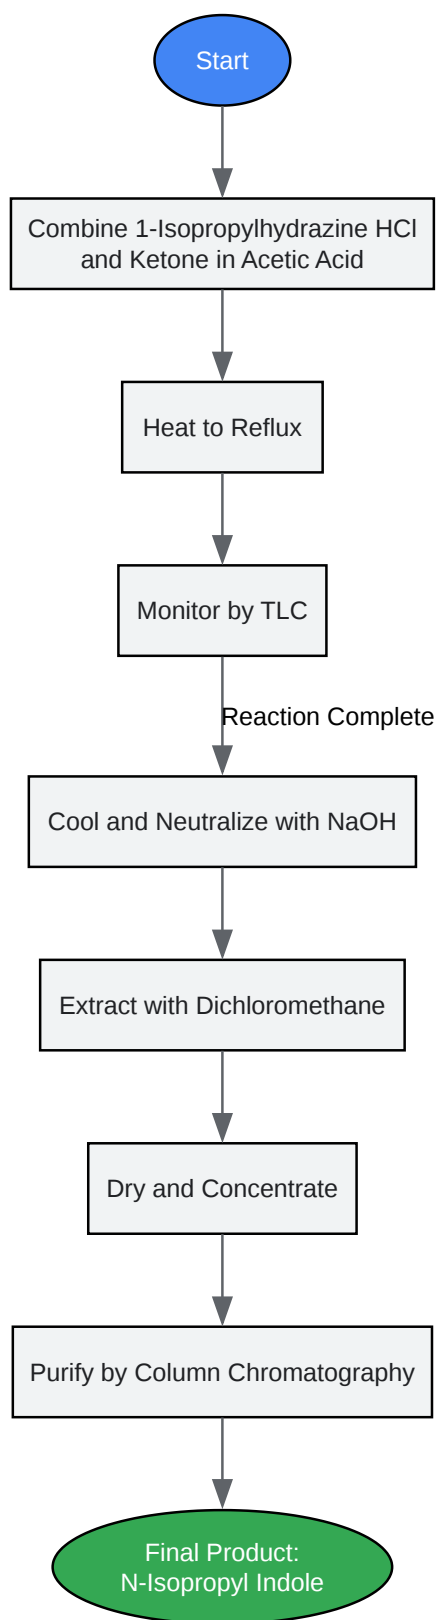 Start
Combine 1-Isopropylhydrazine HCl
and Ketone in Acetic Acid
Heat to Reflux
Monitor by TLC
Reaction Complete
Cool and Neutralize with NaOH
Extract with Dichloromethane
Dry and Concentrate
Purify by Column Chromatography
Final Product:
N-Isopropyl Indole